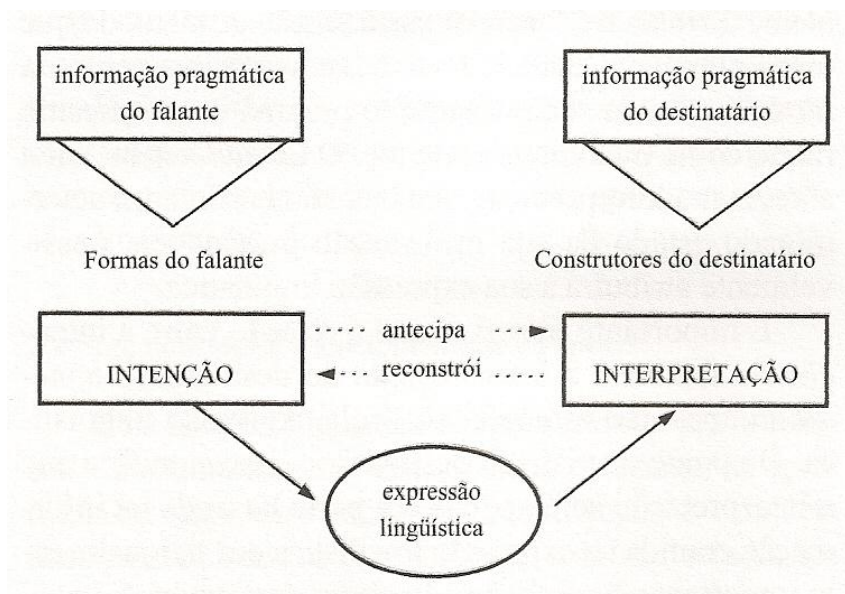 informação pragmática
do falante
informação pragmática
do destinatário
Formas do falante
Construtores do destinatário
antecipa
reconstrói
INTENÇÃO
INTERPRETAÇÃO
expressão
lingüística